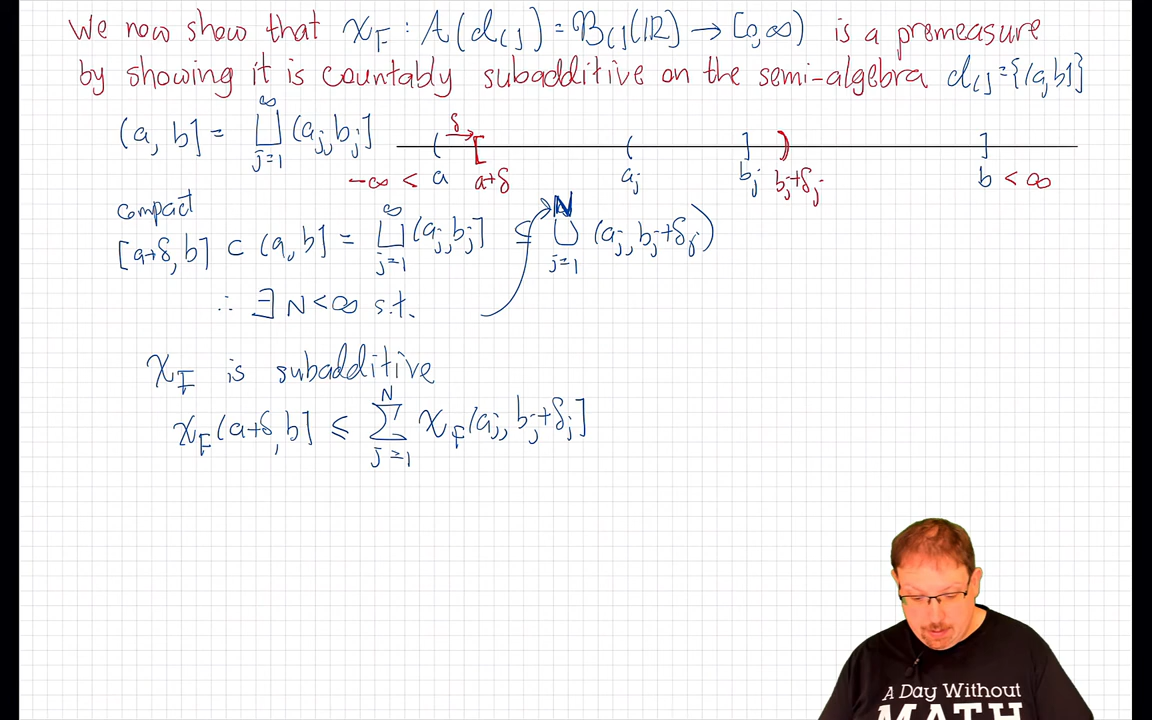 We now show that χ_F : A(𝒹_(]) = ℬ_(](ℝ) → [0,∞) is a premeasure
by showing it is countably subadditive on the semi-algebra 𝒹_(] = {(a,b]}
(a, b] = ⊔_{j=1}^∞ (a_j, b_j]
δ
-∞ < a a+δ a_j b_j b_j+δ_j b < ∞
compact
[a+δ, b] ⊂ (a, b] = ⊔_{j=1}^∞ (a_j, b_j] ⊆ ∪_{j=1}^N (a_j, b_j+δ_j)
∴ ∃ N < ∞ s.t.
χ_F is subadditive
χ_F(a+δ, b] ≤ Σ_{j=1}^N χ_F(a_j, b_j+δ_j]
A Day Without
MATH